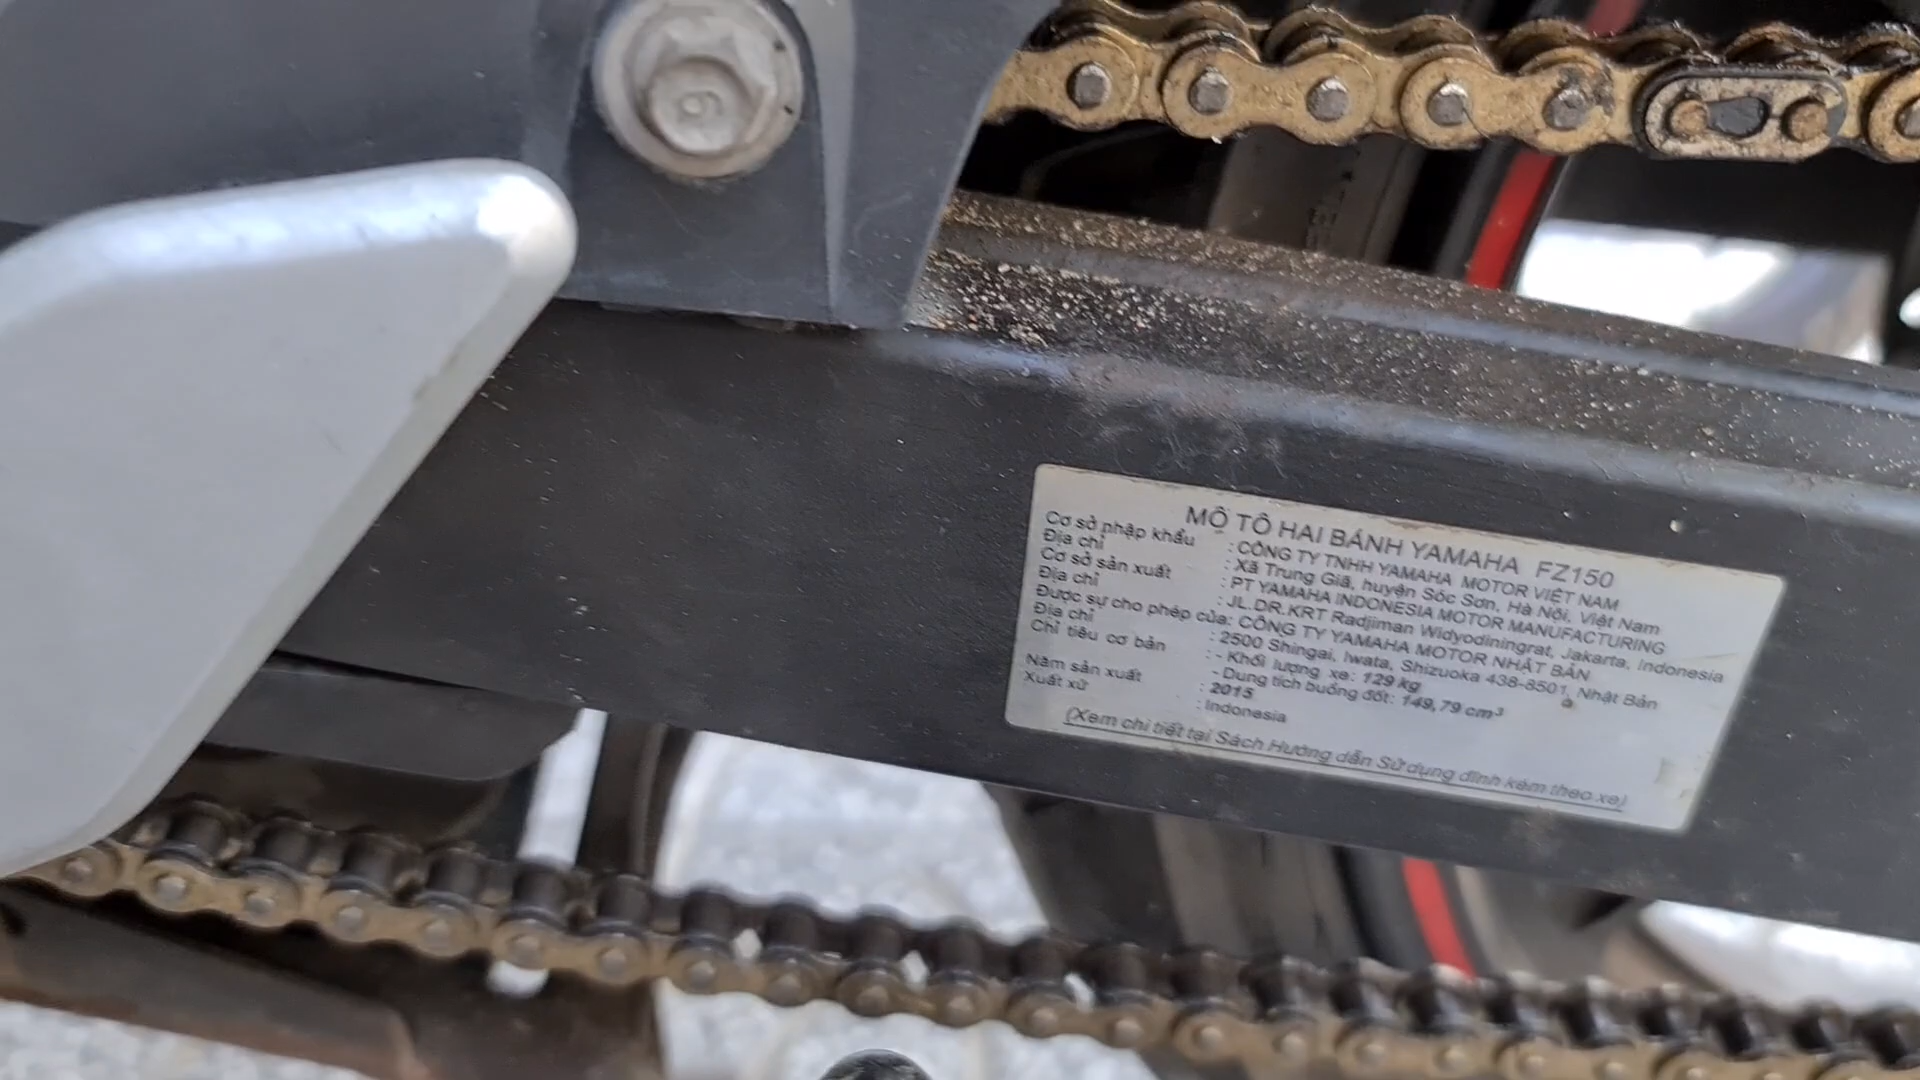 MÔ TÔ HAI BÁNH YAMAHA FZ150
Cơ sở nhập khẩu : CÔNG TY TNHH YAMAHA MOTOR VIỆT NAM
Địa chỉ : Xã Trung Giã, huyện Sóc Sơn, Hà Nội, Việt Nam
Cơ sở sản xuất : PT YAMAHA INDONESIA MOTOR MANUFACTURING
Địa chỉ : JL.DR.KRT Radjiman Widyodiningrat, Jakarta, Indonesia
Được sự cho phép của: CÔNG TY YAMAHA MOTOR NHẬT BẢN
Địa chỉ : 2500 Shingai, Iwata, Shizuoka 438-8501, Nhật Bản
Chỉ tiêu cơ bản : - Khối lượng xe: 129 kg
- Dung tích buồng đốt: 149,79 cm³
Năm sản xuất : 2015
Xuất xứ : Indonesia
(Xem chi tiết tại Sách Hướng dẫn Sử dụng đính kèm theo xe)